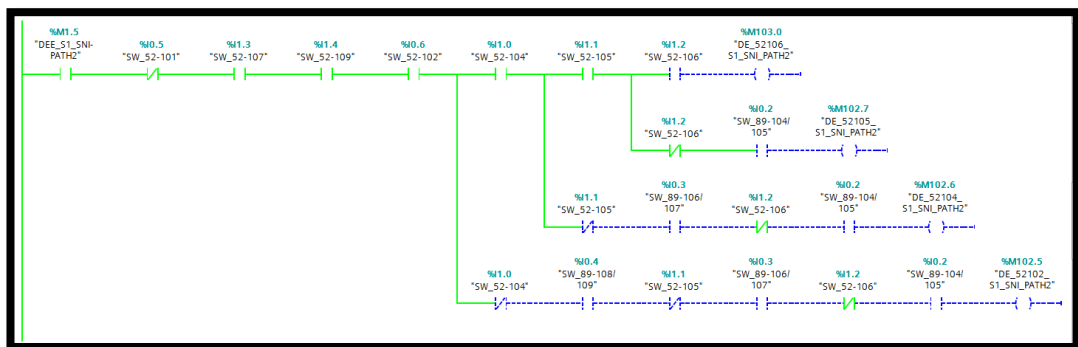 %M1.5
"DEE_S1_SNI-
PATH2"
%I0.5
"SW_52-101"
%I1.3
"SW_52-107"
%I1.4
"SW_52-109"
%I0.6
"SW_52-102"
%I1.0
"SW_52-104"
%I1.1
"SW_52-105"
%I1.2
"SW_52-106"
%M103.0
"DE_52106_
S1_SNI_PATH2"
%I1.2
"SW_52-106"
%I0.2
"SW_89-104/
105"
%M102.7
"DE_52105_
S1_SNI_PATH2"
%I1.1
"SW_52-105"
%I0.3
"SW_89-106/
107"
%I1.2
"SW_52-106"
%I0.2
"SW_89-104/
105"
%M102.6
"DE_52104_
S1_SNI_PATH2"
%I1.0
"SW_52-104"
%I0.4
"SW_89-108/
109"
%I1.1
"SW_52-105"
%I0.3
"SW_89-106/
107"
%I1.2
"SW_52-106"
%I0.2
"SW_89-104/
105"
%M102.5
"DE_52102_
S1_SNI_PATH2"